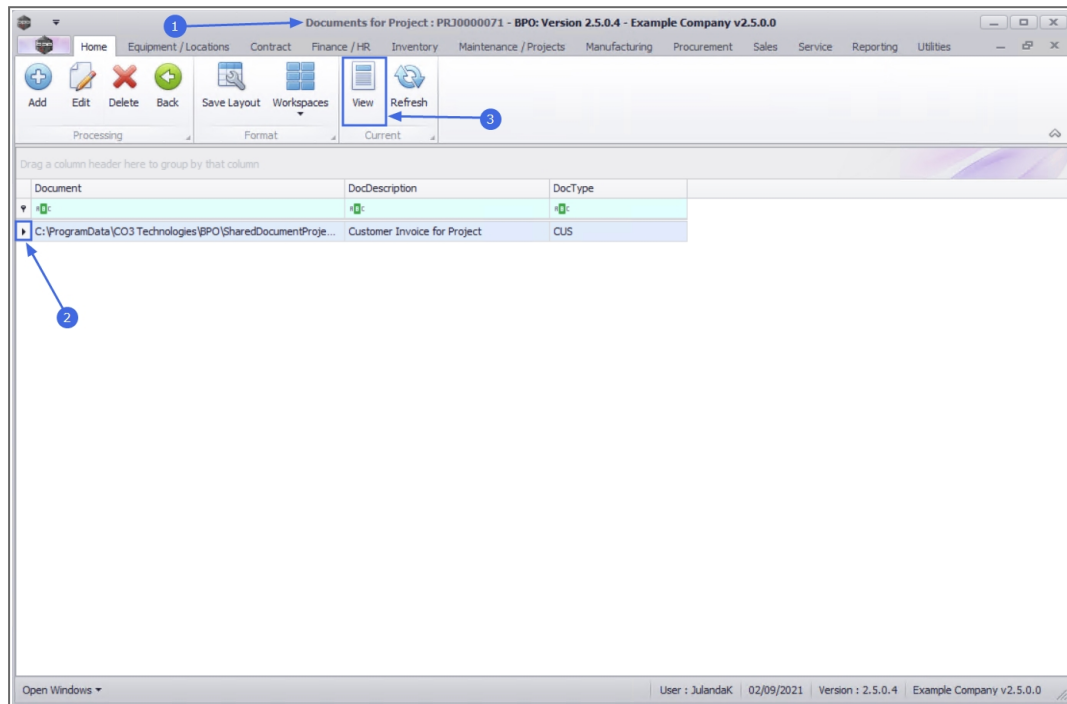 1
Documents for Project : PRJ0000071 - BPO: Version 2.5.0.4 - Example Company v2.5.0.0
Home Equipment / Locations Contract Finance / HR Inventory Maintenance / Projects Manufacturing Procurement Sales Service Reporting Utilities
Add Edit Delete Back Save Layout Workspaces View Refresh
3
Processing Format Current
Drag a column header here to group by that column
Document DocDescription DocType
C:\ProgramData\CO3 Technologies\BPO\SharedDocumentProje... Customer Invoice for Project CUS
2
Open Windows User : JulandaK 02/09/2021 Version : 2.5.0.4 Example Company v2.5.0.0